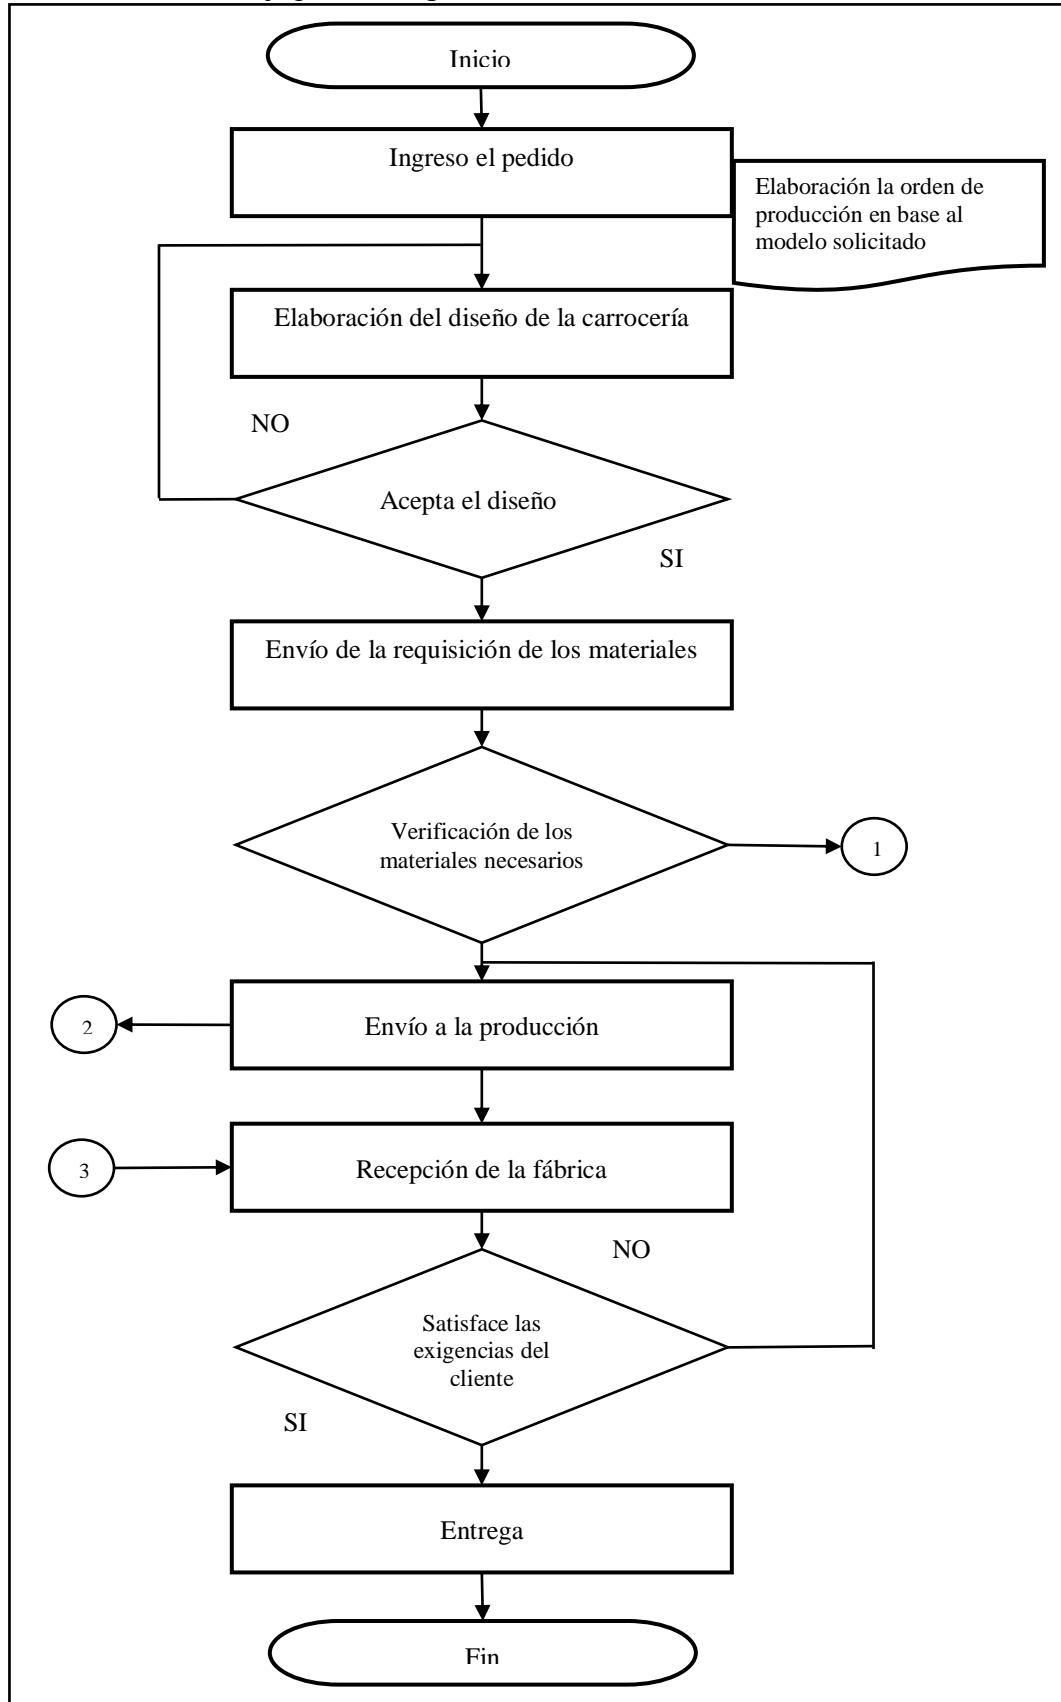 Inicio
Ingreso el pedido
Elaboración la orden de
producción en base al
modelo solicitado
Elaboración del diseño de la carrocería
NO
Acepta el diseño
SI
Envío de la requisición de los materiales
Verificación de los
materiales necesarios
1
2
Envío a la producción
3
Recepción de la fábrica
NO
Satisface las
exigencias del
cliente
SI
Entrega
Fin